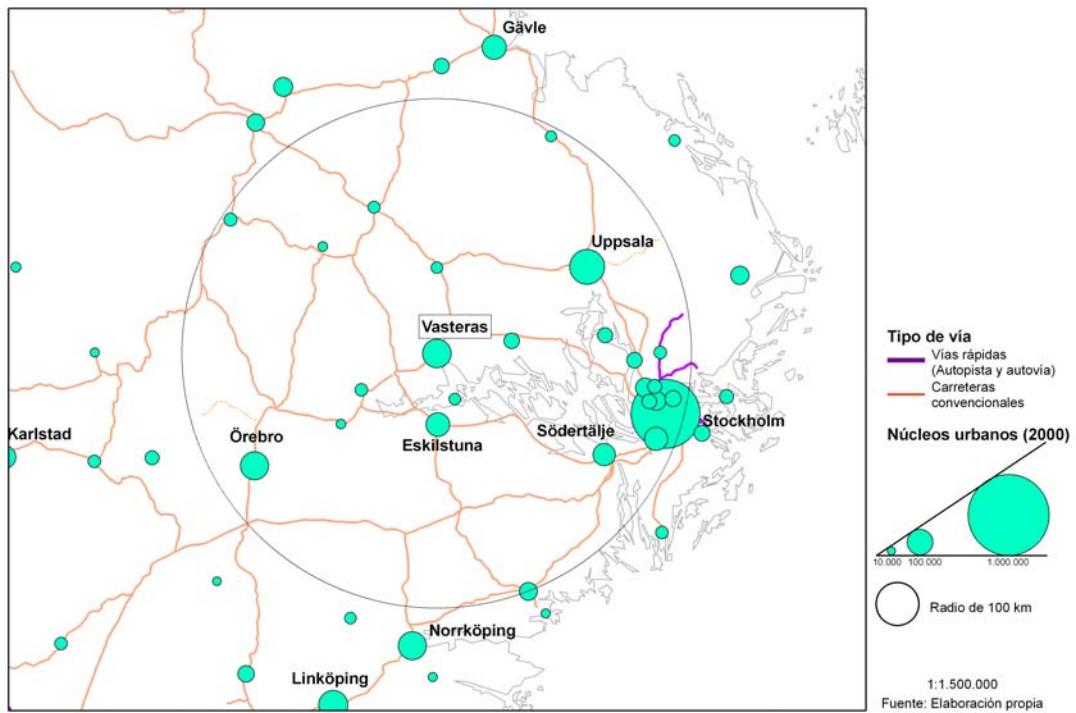 Gävle
Uppsala
Vasteras
Karlstad
Örebro
Eskilstuna
Södertälje
Stockholm
Norrköping
Linköping
Tipo de vía
Vías rápidas
(Autopista y autovía)
Carreteras
convencionales
Núcleos urbanos (2000)
10.000 100.000 1.000.000
Radio de 100 km
1:1.500.000
Fuente: Elaboración propia